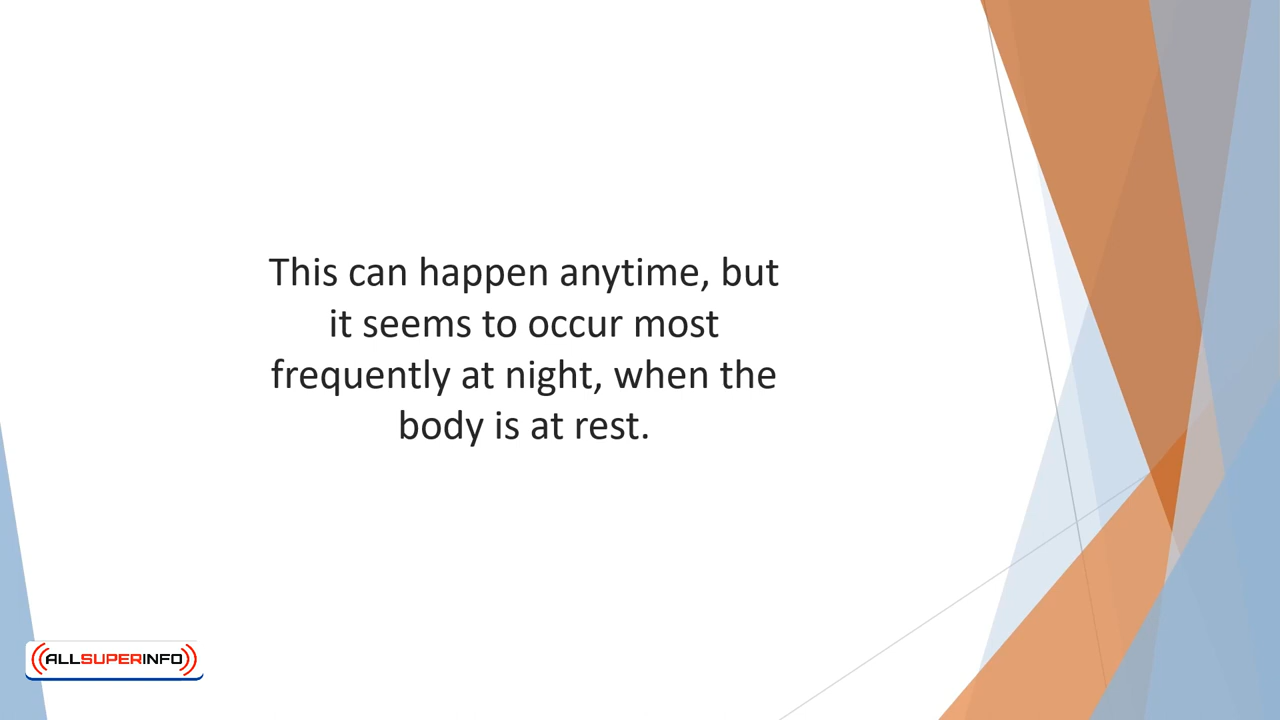 This can happen anytime, but
it seems to occur most
frequently at night, when the
body is at rest.
((ALLSUPERINFO))